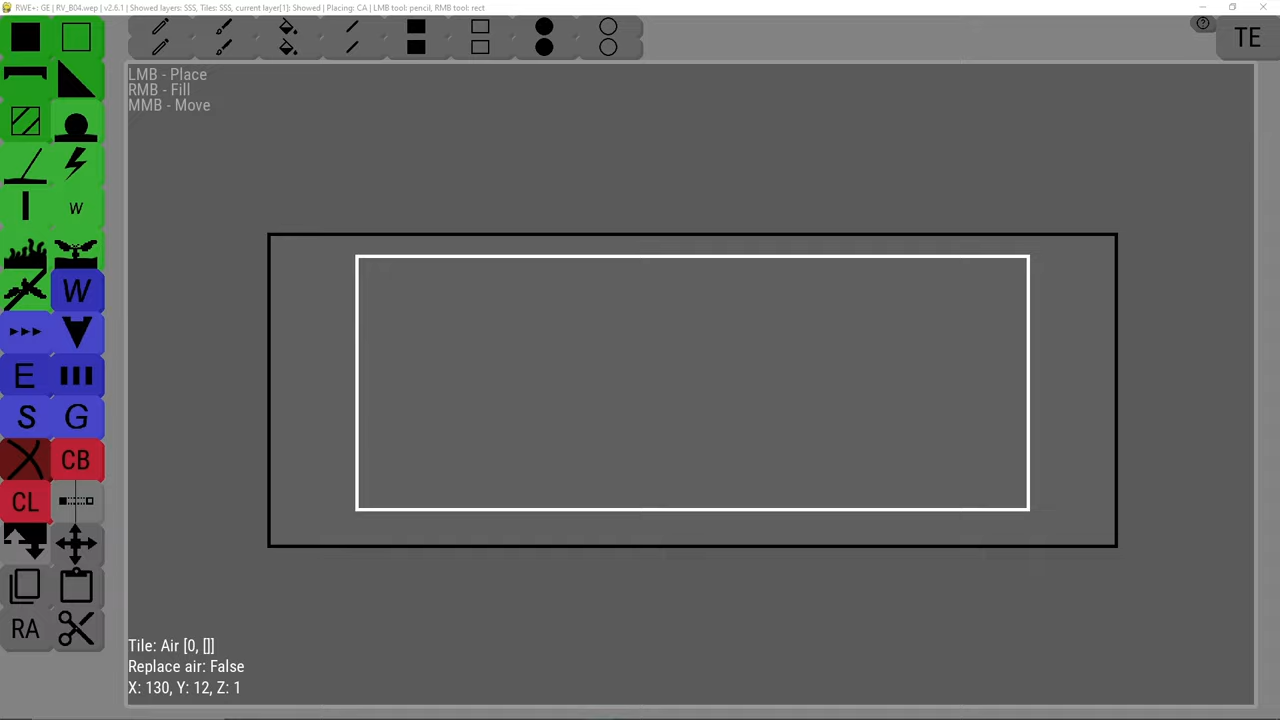 RWE+: GE | RV_B04.wep | v2.6.1 | Showed layers: SSS, Tiles: SSS, current layer[1]: Showed | Placing: CA | LMB tool: pencil, RMB tool: rect
TE
LMB - Place
RMB - Fill
MMB - Move
W
W
E
S G
CB
CL
RA
Tile: Air [0, []]
Replace air: False
X: 130, Y: 12, Z: 1